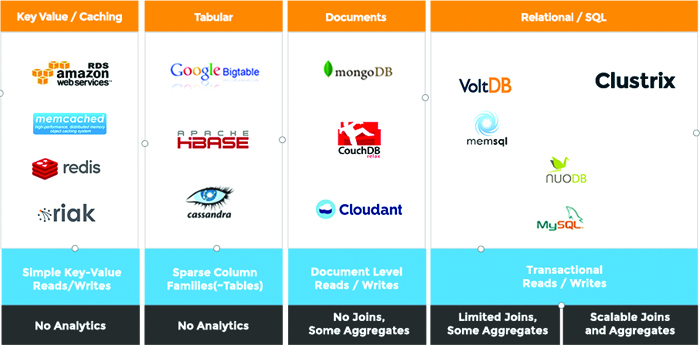 Key Value / Caching
RDS
amazon
web services™
memcached
high-performance, distributed memory
object caching system
redis
riak
Simple Key-Value
Reads/Writes
No Analytics
Tabular
Google Bigtable
APACHE
HBASE
cassandra
Sparse Column
Families(~Tables)
No Analytics
Documents
mongoDB
CouchDB
relax
Cloudant
Document Level
Reads / Writes
No Joins,
Some Aggregates
Relational / SQL
VoltDB
Clustrix
memsql
NUODB
MySQL
Transactional
Reads / Writes
Limited Joins,
Some Aggregates
Scalable Joins
and Aggregates